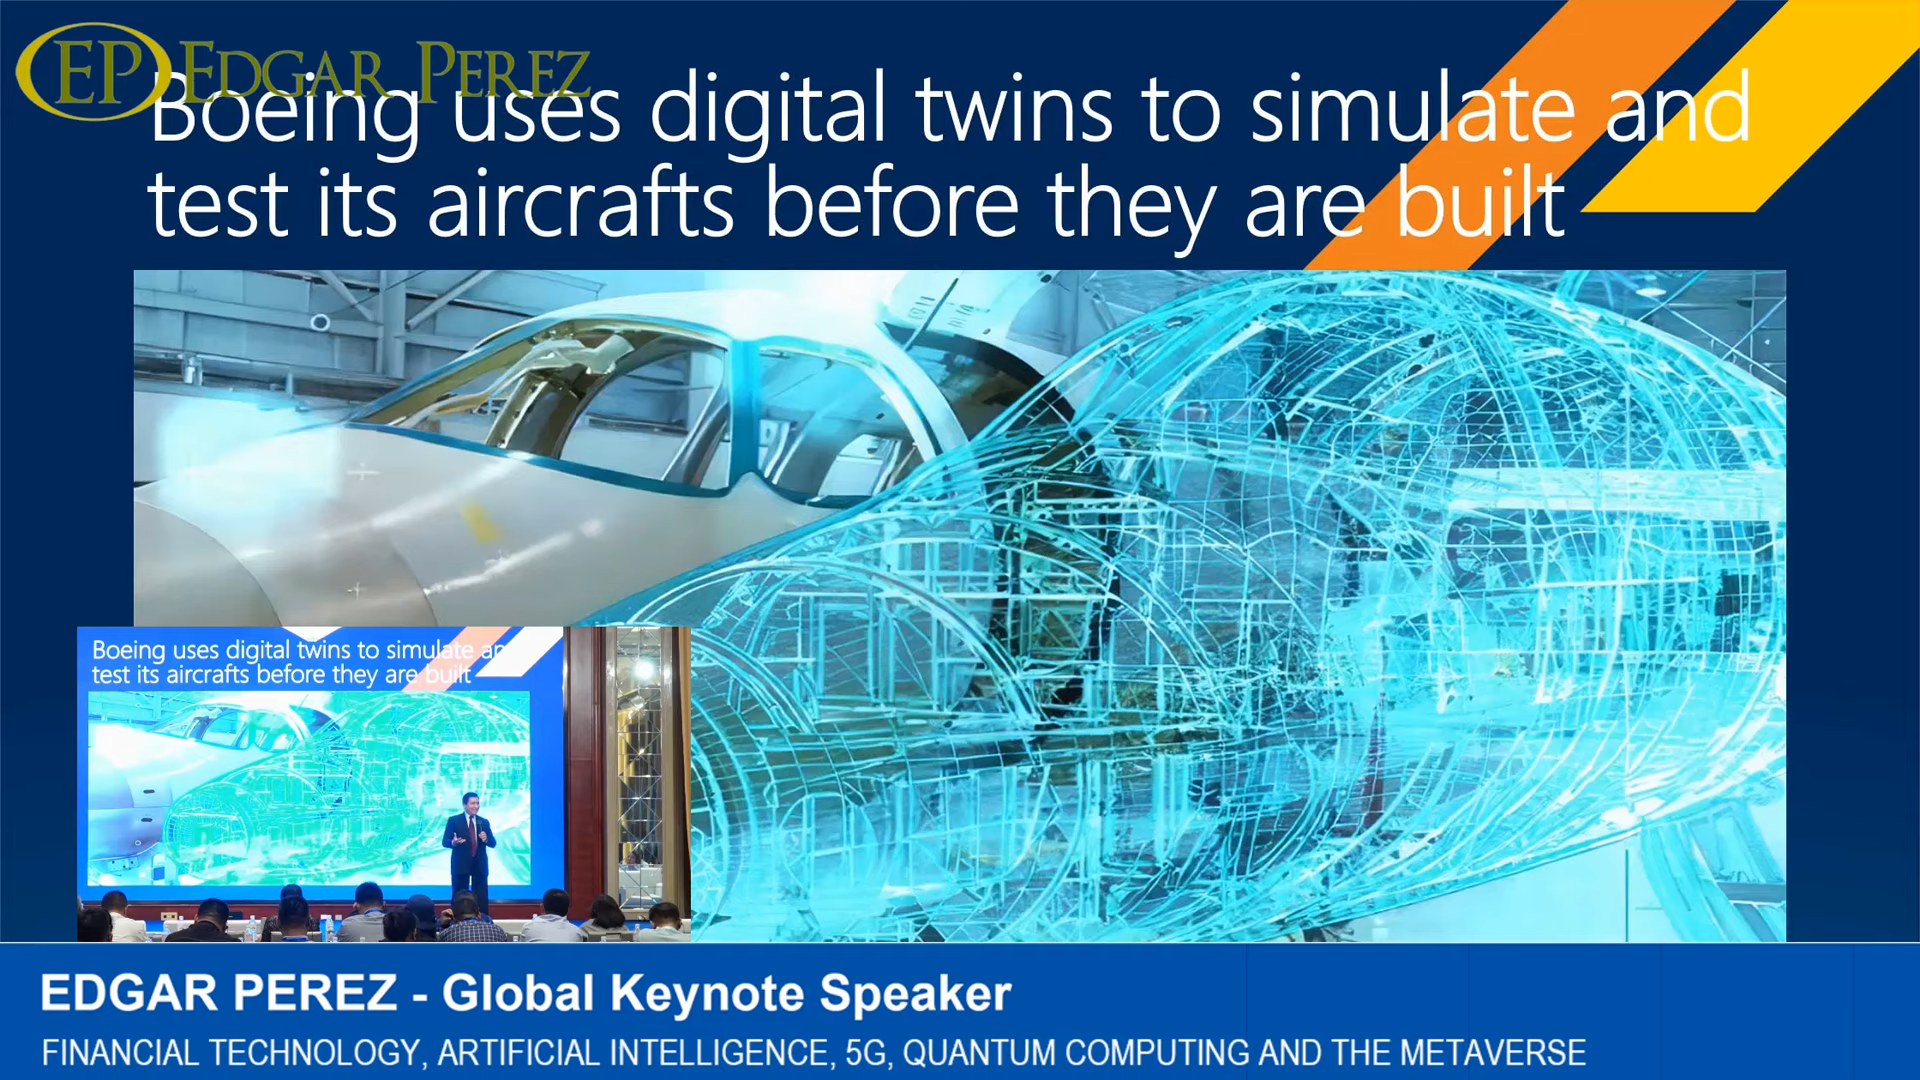 EP EDGAR PEREZ
Boeing uses digital twins to simulate and
test its aircrafts before they are built
Boeing uses digital twins to simulate an
test its aircrafts before they are built
EDGAR PEREZ - Global Keynote Speaker
FINANCIAL TECHNOLOGY, ARTIFICIAL INTELLIGENCE, 5G, QUANTUM COMPUTING AND THE METAVERSE